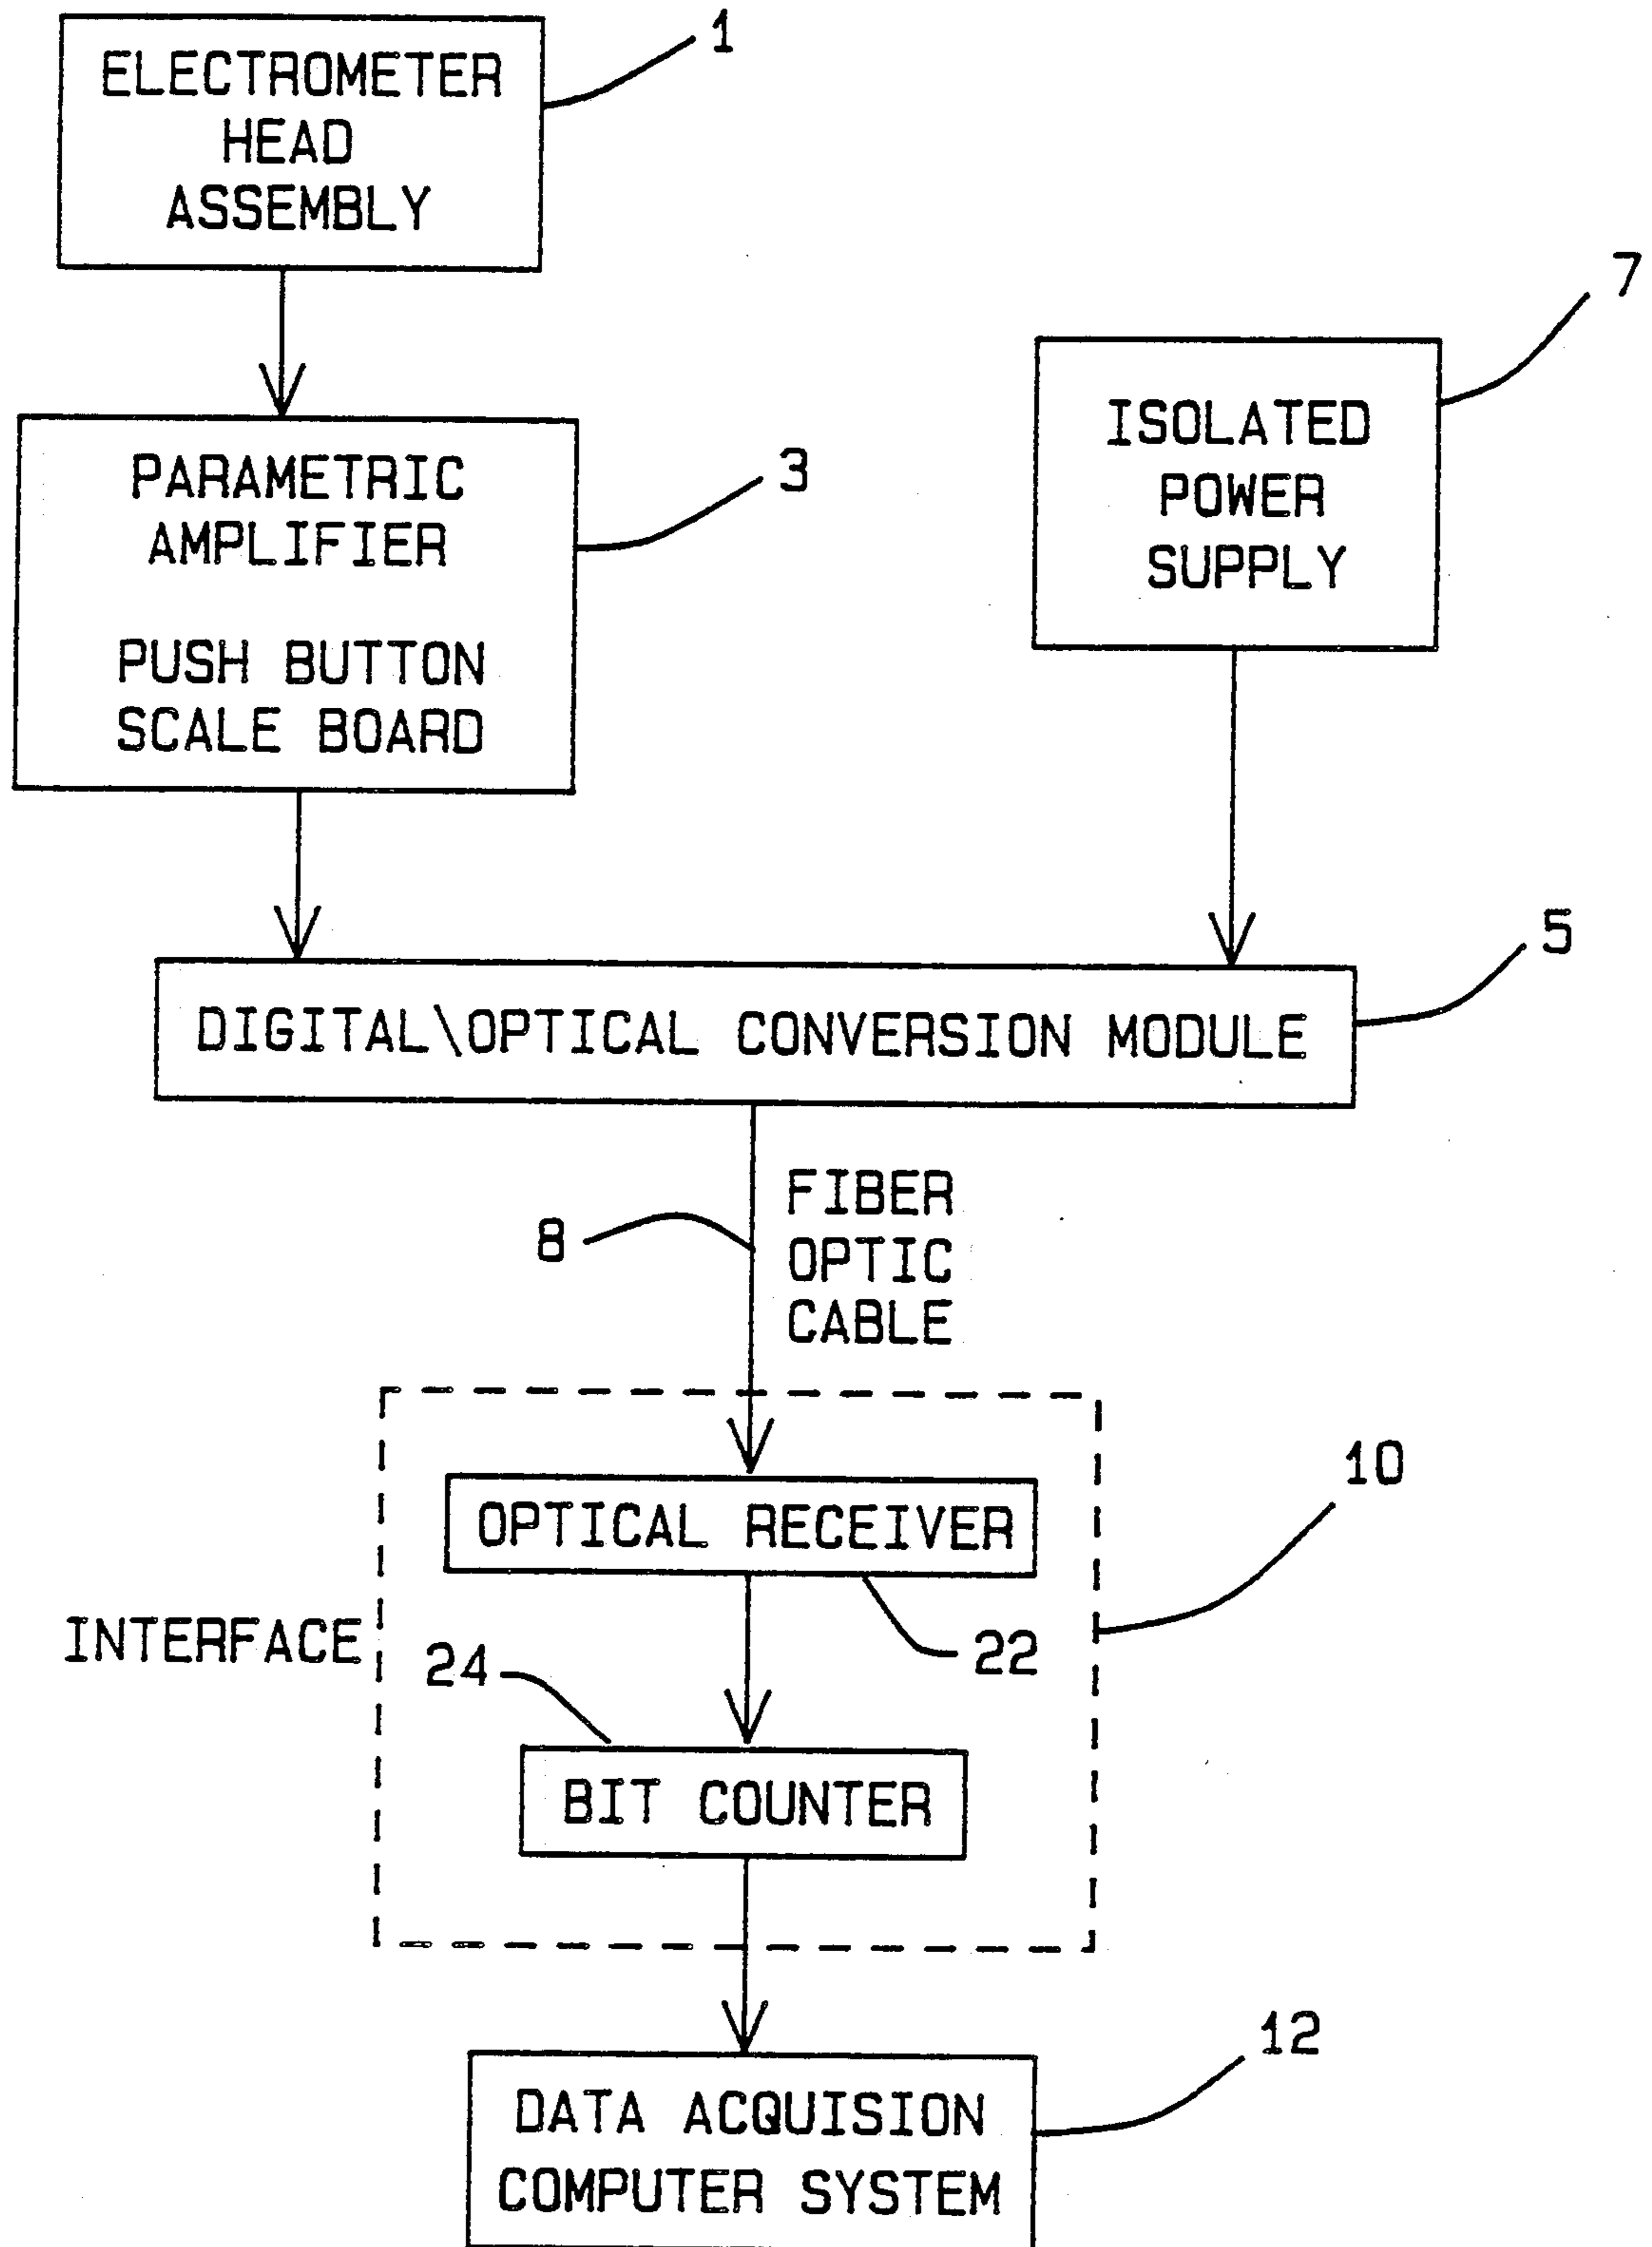 ELECTROMETER
HEAD
ASSEMBLY
1
PARAMETRIC
AMPLIFIER
PUSH BUTTON
SCALE BOARD
3
ISOLATED
POWER
SUPPLY
7
DIGITAL\OPTICAL CONVERSION MODULE
5
8
FIBER
OPTIC
CABLE
INTERFACE
10
OPTICAL RECEIVER
22
24
BIT COUNTER
DATA ACQUISION
COMPUTER SYSTEM
12